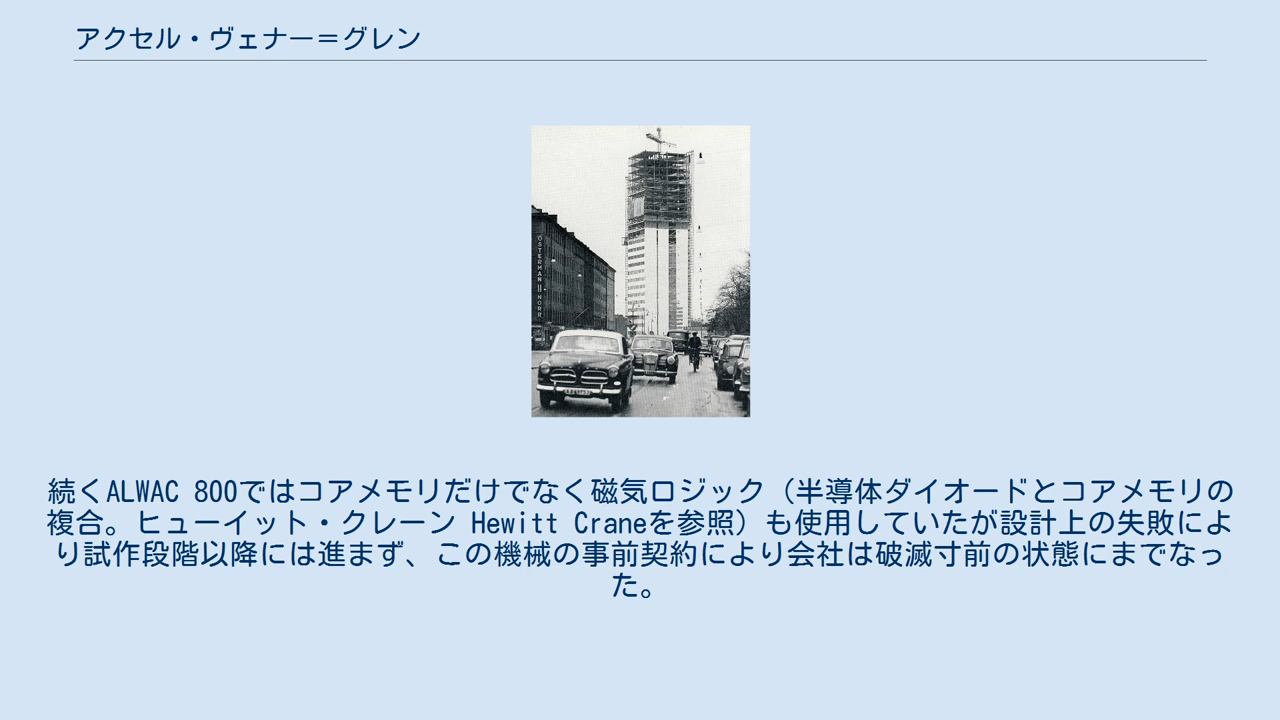 アクセル・ヴェナー＝グレン
ÖSTERMAN
NORR
続くALWAC 800ではコアメモリだけでなく磁気ロジック（半導体ダイオードとコアメモリの
複合。ヒューイット・クレーン Hewitt Craneを参照）も使用していたが設計上の失敗によ
り試作段階以降には進まず、この機械の事前契約により会社は破滅寸前の状態にまでなっ
た。